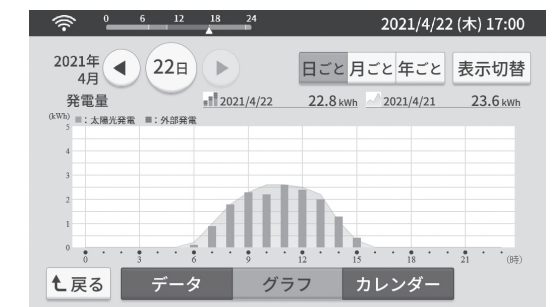 0 6 12 18 24
2021/4/22 (木) 17:00
2021年
4月
22日
日ごと 月ごと 年ごと 表示切替
発電量
2021/4/22 22.8 kWh 2021/4/21 23.6 kWh
(kWh) ■：太陽光発電 ■：外部発電
5
4
3
2
1
0
0 3 6 9 12 15 18 21 (時)
戻る データ グラフ カレンダー